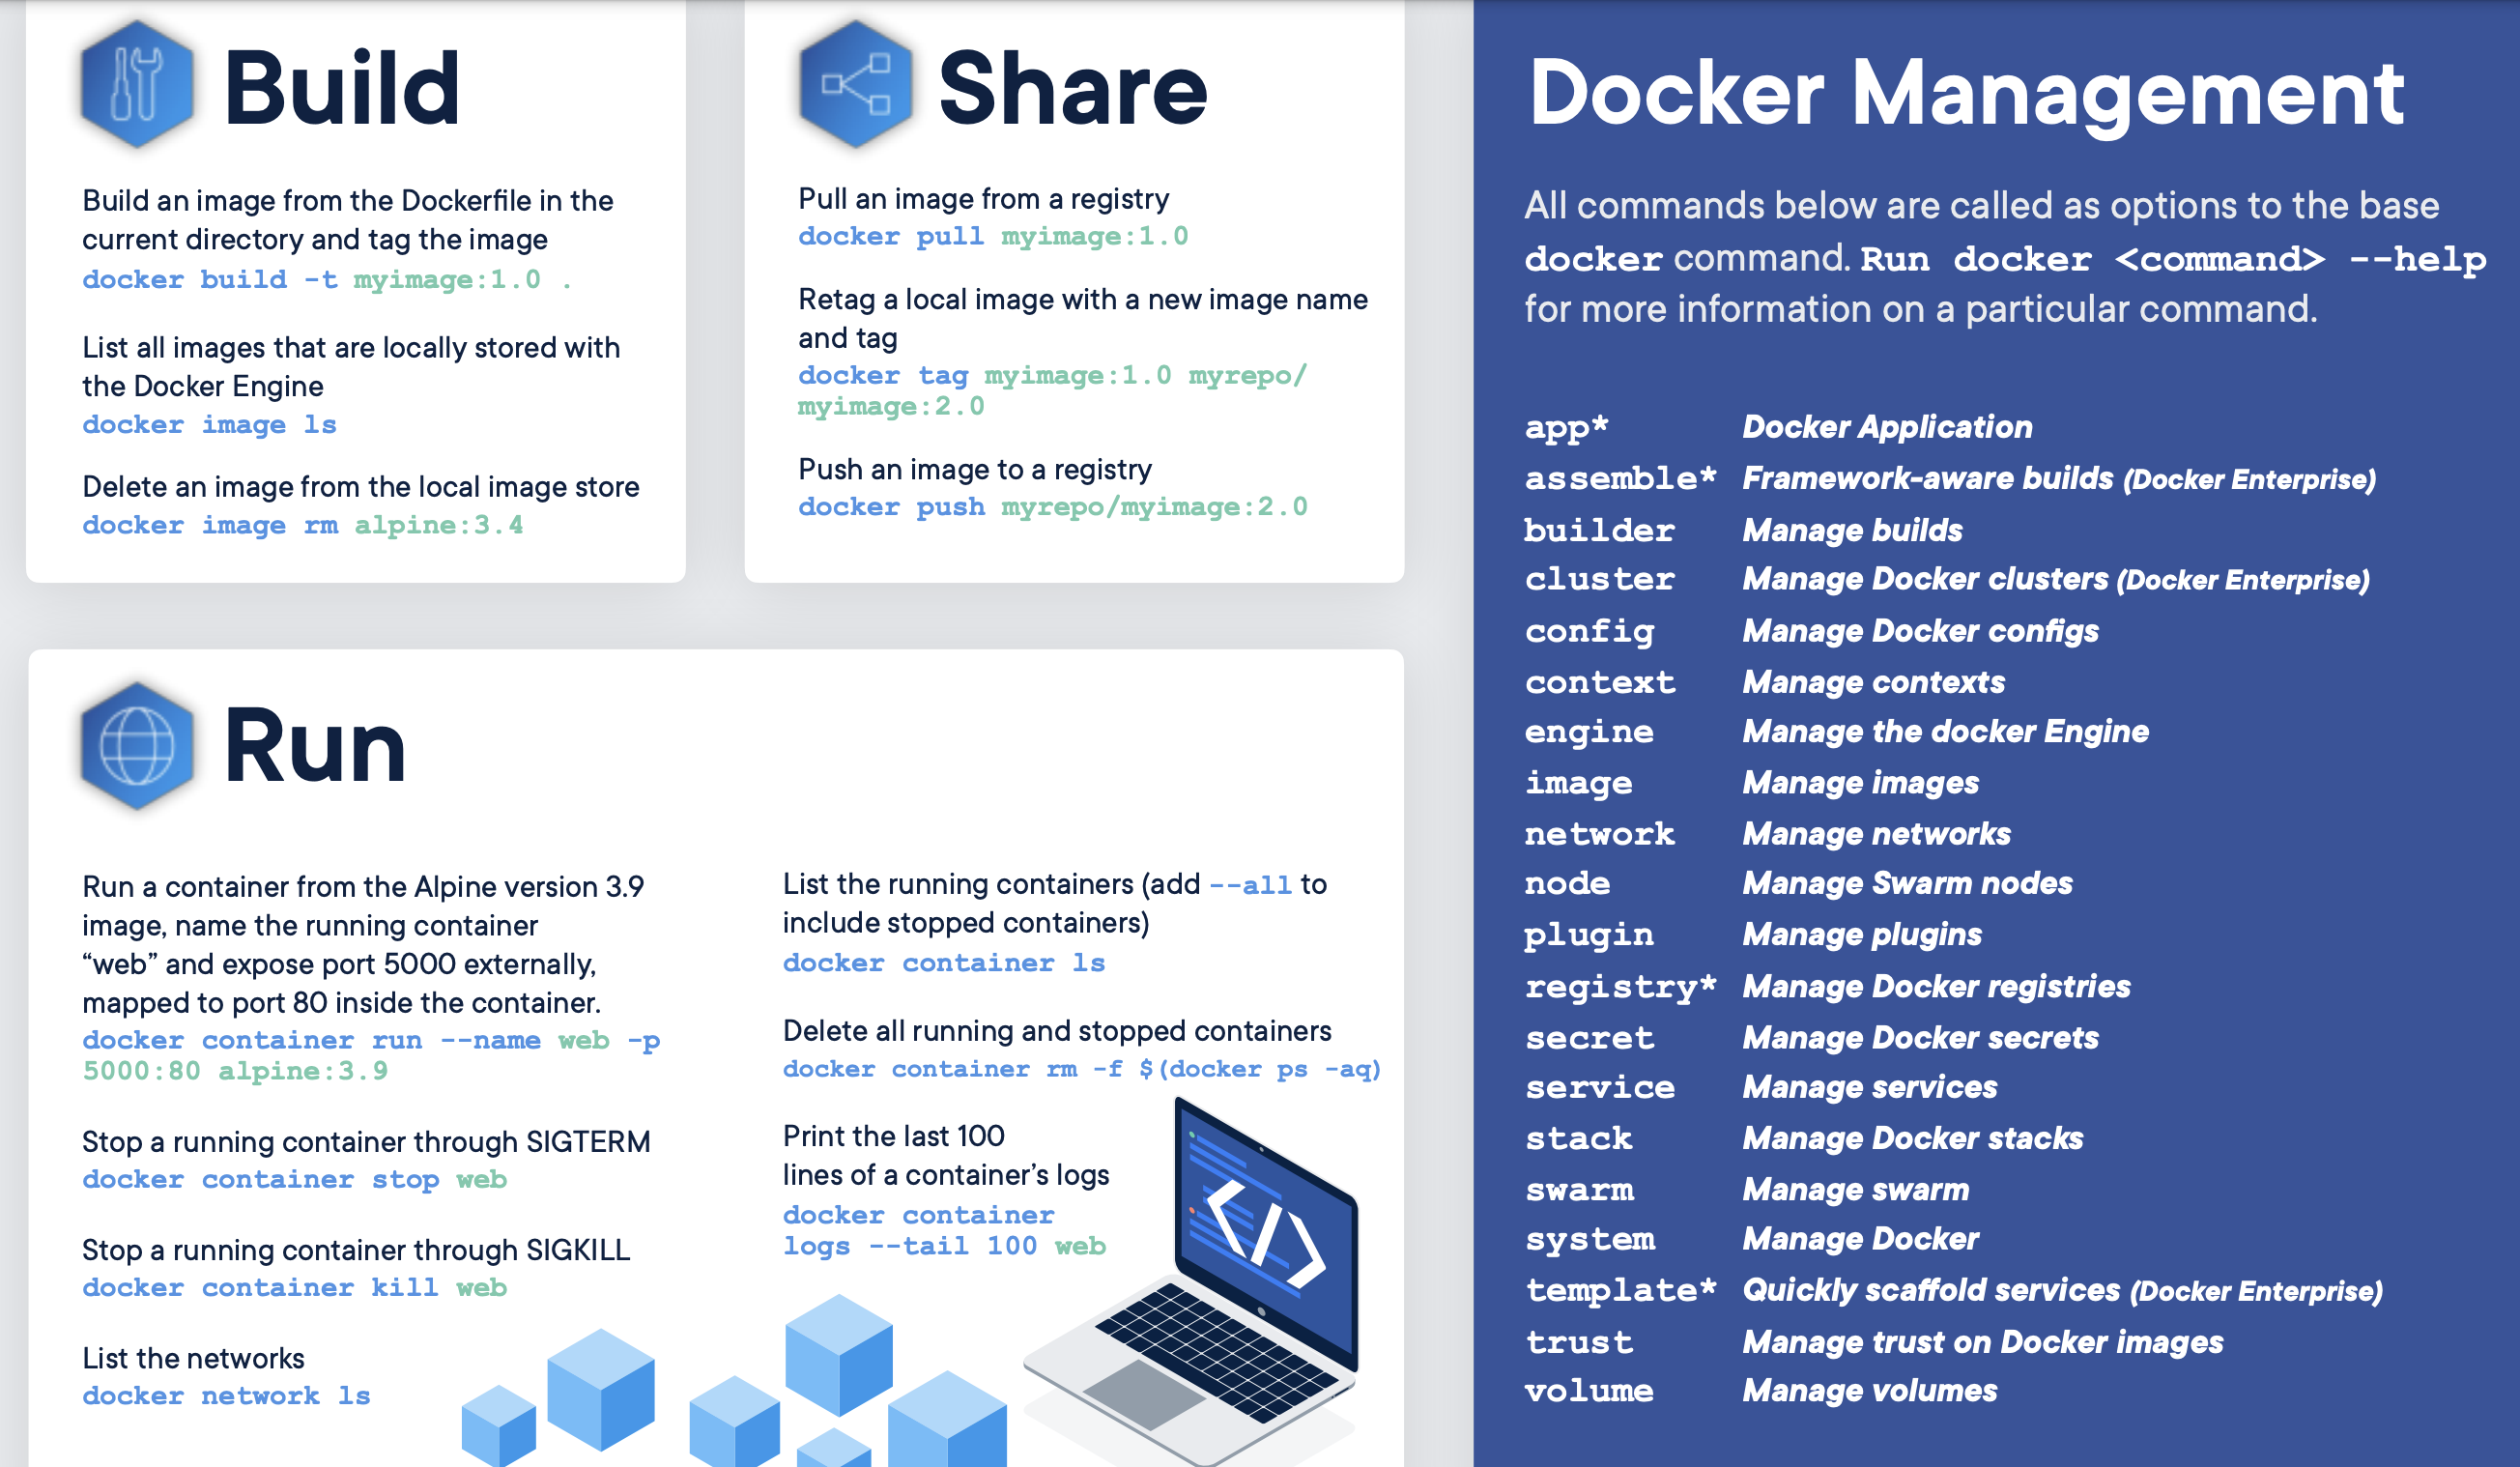 Build
Build an image from the Dockerfile in the
current directory and tag the image
docker build -t myimage:1.0 .
List all images that are locally stored with
the Docker Engine
docker image ls
Delete an image from the local image store
docker image rm alpine:3.4
Share
Pull an image from a registry
docker pull myimage:1.0
Retag a local image with a new image name
and tag
docker tag myimage:1.0 myrepo/
myimage:2.0
Push an image to a registry
docker push myrepo/myimage:2.0
Run
Run a container from the Alpine version 3.9
image, name the running container
“web” and expose port 5000 externally,
mapped to port 80 inside the container.
docker container run --name web -p
5000:80 alpine:3.9
Stop a running container through SIGTERM
docker container stop web
Stop a running container through SIGKILL
docker container kill web
List the networks
docker network ls
List the running containers (add --all to
include stopped containers)
docker container ls
Delete all running and stopped containers
docker container rm -f $(docker ps -aq)
Print the last 100
lines of a container’s logs
docker container
logs --tail 100 web
</>
Docker Management
All commands below are called as options to the base
docker command. Run docker <command> --help
for more information on a particular command.
app* Docker Application
assemble* Framework-aware builds (Docker Enterprise)
builder Manage builds
cluster Manage Docker clusters (Docker Enterprise)
config Manage Docker configs
context Manage contexts
engine Manage the docker Engine
image Manage images
network Manage networks
node Manage Swarm nodes
plugin Manage plugins
registry* Manage Docker registries
secret Manage Docker secrets
service Manage services
stack Manage Docker stacks
swarm Manage swarm
system Manage Docker
template* Quickly scaffold services (Docker Enterprise)
trust Manage trust on Docker images
volume Manage volumes